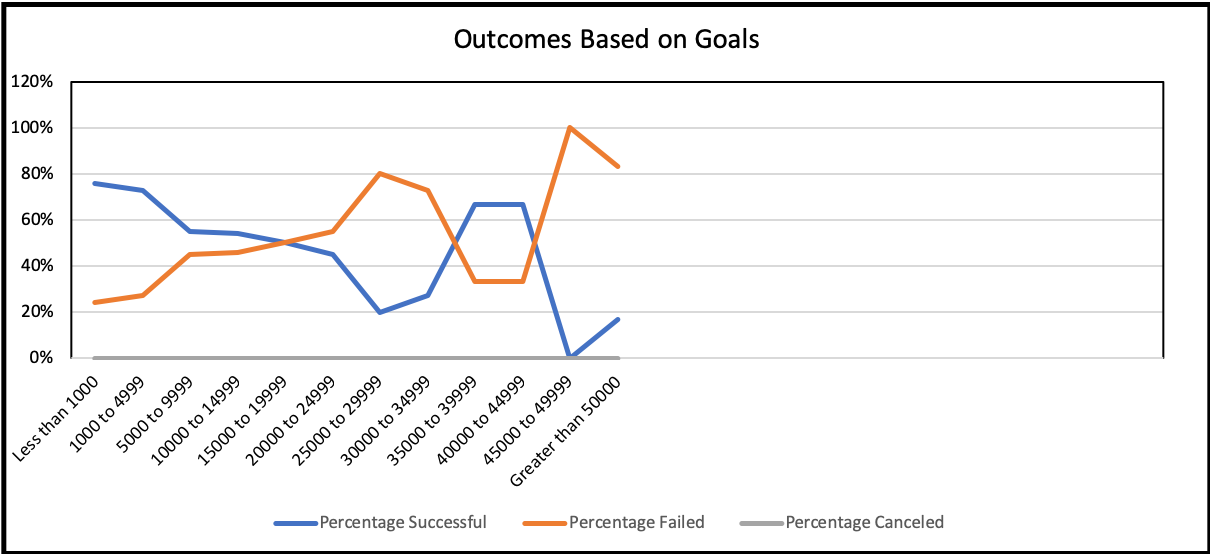 Outcomes Based on Goals
120%
100%
80%
60%
40%
20%
0%
Less than 1000
1000 to 4999
5000 to 9999
10000 to 14999
15000 to 19999
20000 to 24999
25000 to 29999
30000 to 34999
35000 to 39999
40000 to 44999
45000 to 49999
Greater than 50000
Percentage Successful Percentage Failed Percentage Canceled